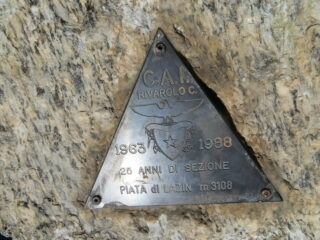 C.A.I.
RIVAROLO C.
1963 1988
25 ANNI DI SEZIONE
PIATA di LAZIN m 3108